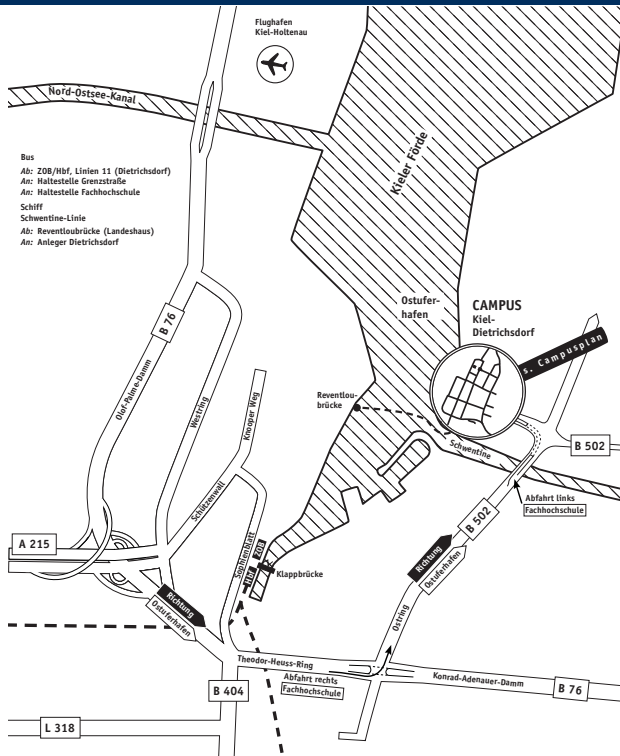 Flughafen
Kiel-Holtenau
Nord-Ostsee-Kanal
Bus
Ab: ZOB/Hbf, Linien 11 (Dietrichsdorf)
An: Haltestelle Grenzstraße
An: Haltestelle Fachhochschule
Schiff
Schwentine-Linie
Ab: Reventloubrücke (Landeshaus)
An: Anleger Dietrichsdorf
Kieler Förde
Ostufer-
hafen
CAMPUS
Kiel-
Dietrichsdorf
s. Campusplan
B 76
Olof-Palme-Damm
Westring
Knooper Weg
Reventlou-
brücke
Schwentine
B 502
Schützenwall
Abfahrt links
Fachhochschule
B 502
A 215
Sophienblatt
ZOB
Hbf
Klappbrücke
Richtung
Ostuferhafen
Richtung
Ostuferhafen
Ostring
Theodor-Heuss-Ring
Abfahrt rechts
Fachhochschule
Konrad-Adenauer-Damm
B 76
B 404
L 318